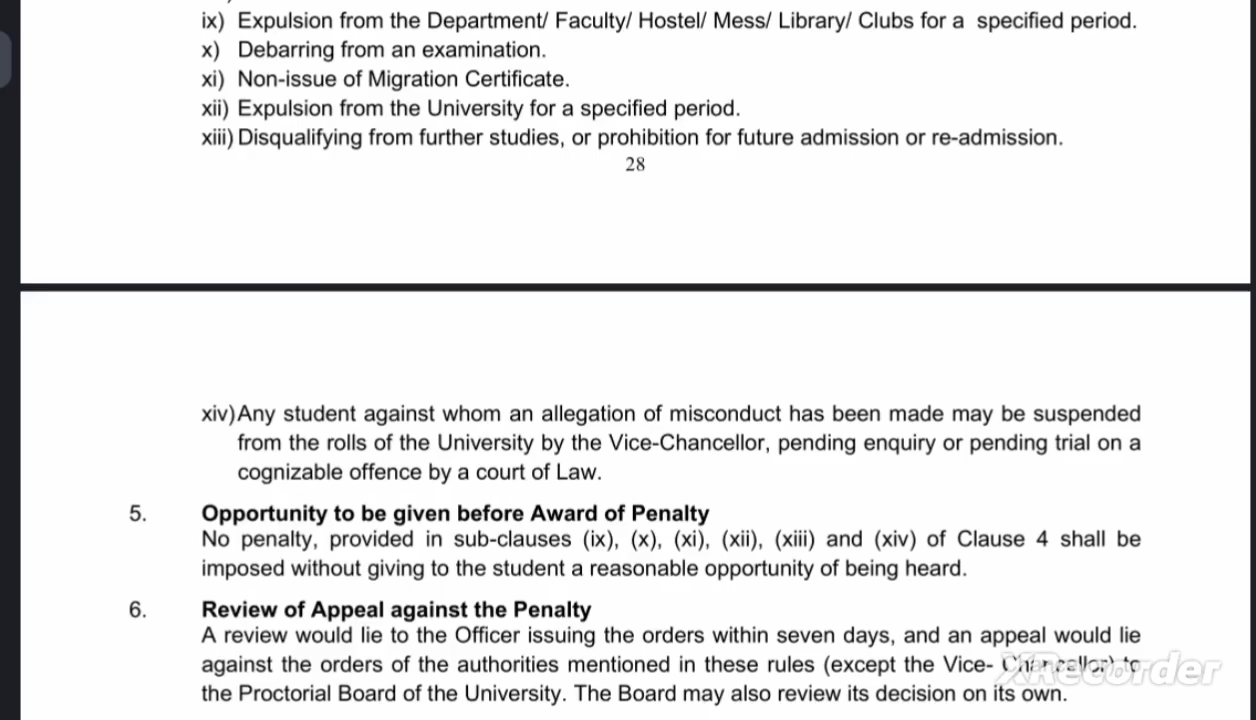 ix) Expulsion from the Department/ Faculty/ Hostel/ Mess/ Library/ Clubs for a specified period.
x) Debarring from an examination.
xi) Non-issue of Migration Certificate.
xii) Expulsion from the University for a specified period.
xiii) Disqualifying from further studies, or prohibition for future admission or re-admission.
28
xiv) Any student against whom an allegation of misconduct has been made may be suspended
from the rolls of the University by the Vice-Chancellor, pending enquiry or pending trial on a
cognizable offence by a court of Law.
5. Opportunity to be given before Award of Penalty
No penalty, provided in sub-clauses (ix), (x), (xi), (xii), (xiii) and (xiv) of Clause 4 shall be
imposed without giving to the student a reasonable opportunity of being heard.
6. Review of Appeal against the Penalty
A review would lie to the Officer issuing the orders within seven days, and an appeal would lie
against the orders of the authorities mentioned in these rules (except the Vice- Chancellor) to
the Proctorial Board of the University. The Board may also review its decision on its own.
XRecorder